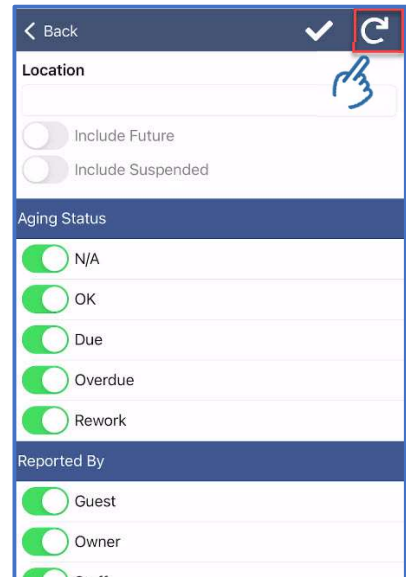 Back
Location
Include Future
Include Suspended
Aging Status
N/A
OK
Due
Overdue
Rework
Reported By
Guest
Owner